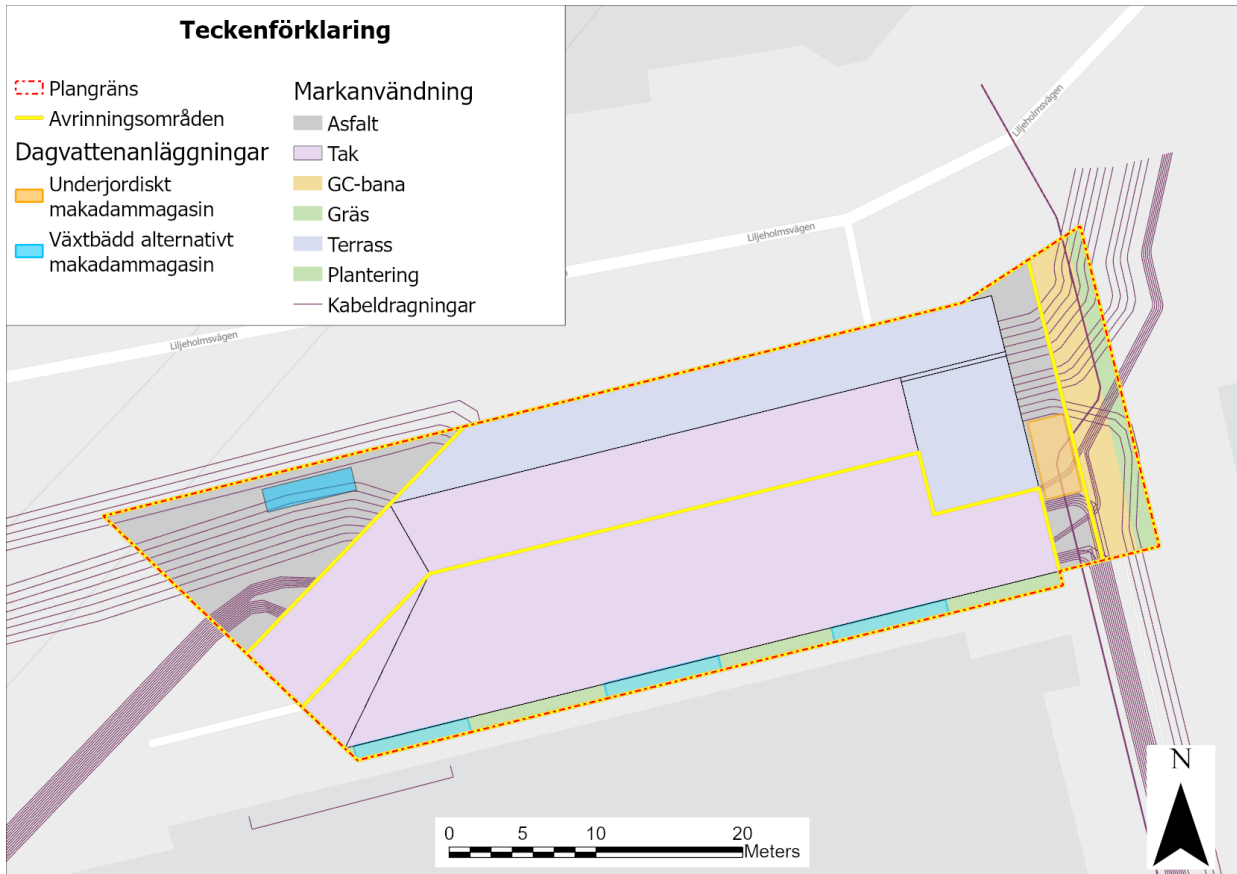 Teckenförklaring
Plangräns
Avrinningsområden
Dagvattenanläggningar
Underjordiskt
makadammagasin
Växtbädd alternativt
makadammagasin
Markanvändning
Asfalt
Tak
GC-bana
Gräs
Terrass
Plantering
Kabeldragningar
Liljeholmsvägen
Liljeholmsvägen
Liljeholmsvägen
N
0 5 10 20
Meters